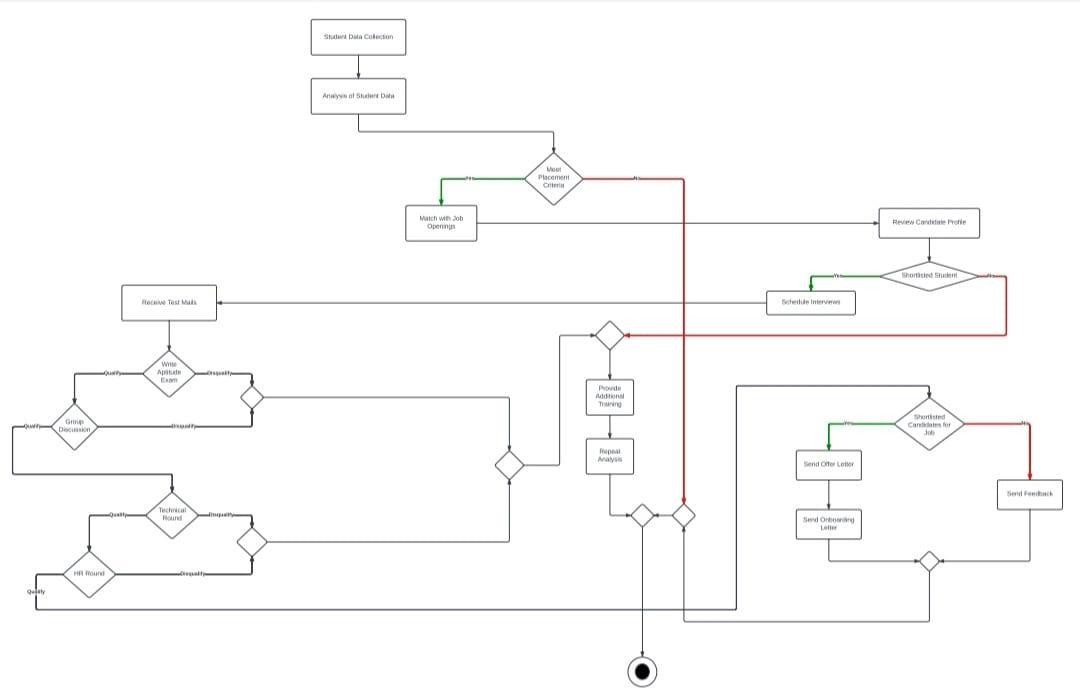 Student Data Collection
Analysis of Student Data
Meet
Placement
Criteria
Yes
No
Match with Job
Openings
Review Candidate Profile
Shortlisted Student
Yes
No
Schedule Interviews
Receive Test Mails
Write
Aptitude
Exam
Qualify
Disqualify
Group
Discussion
Qualify
Disqualify
Technical
Round
Qualify
Disqualify
HR Round
Disqualify
Qualify
Provide
Additional
Training
Repeat
Analysis
Shortlisted
Candidates for
Job
Yes
No
Send Offer Letter
Send Feedback
Send Onboarding
Letter